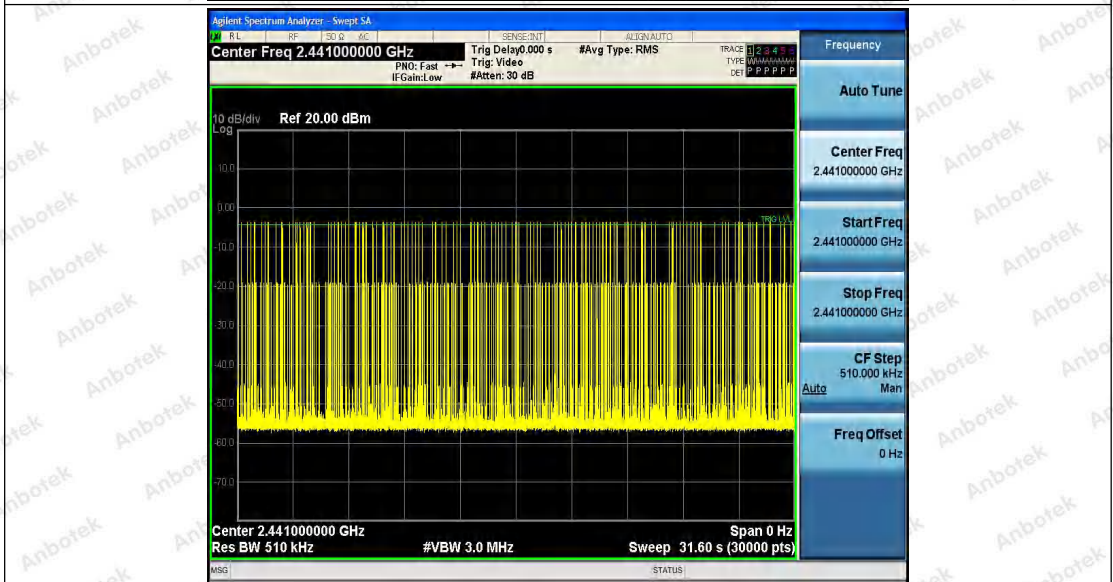 Agilent Spectrum Analyzer - Swept SA
RL RF 50 Ω AC SENSE:INT ALIGN AUTO
Center Freq 2.441000000 GHz
PNO: Fast
IFGain:Low
Trig Delay0.000 s
Trig: Video
#Atten: 30 dB
#Avg Type: RMS
TRACE 1 2 3 4 5 6
TYPE
DET P P P P P P
10 dB/div Ref 20.00 dBm
Log
10.0
0.00
TRIG LVL
-10.0
-20.0
-30.0
-40.0
-50.0
-60.0
-70.0
Center 2.441000000 GHz Span 0 Hz
Res BW 510 kHz #VBW 3.0 MHz Sweep 31.60 s (30000 pts)
MSG STATUS
Frequency
Auto Tune
Center Freq
2.441000000 GHz
Start Freq
2.441000000 GHz
Stop Freq
2.441000000 GHz
CF Step
510.000 kHz
Auto Man
Freq Offset
0 Hz
Anbotek